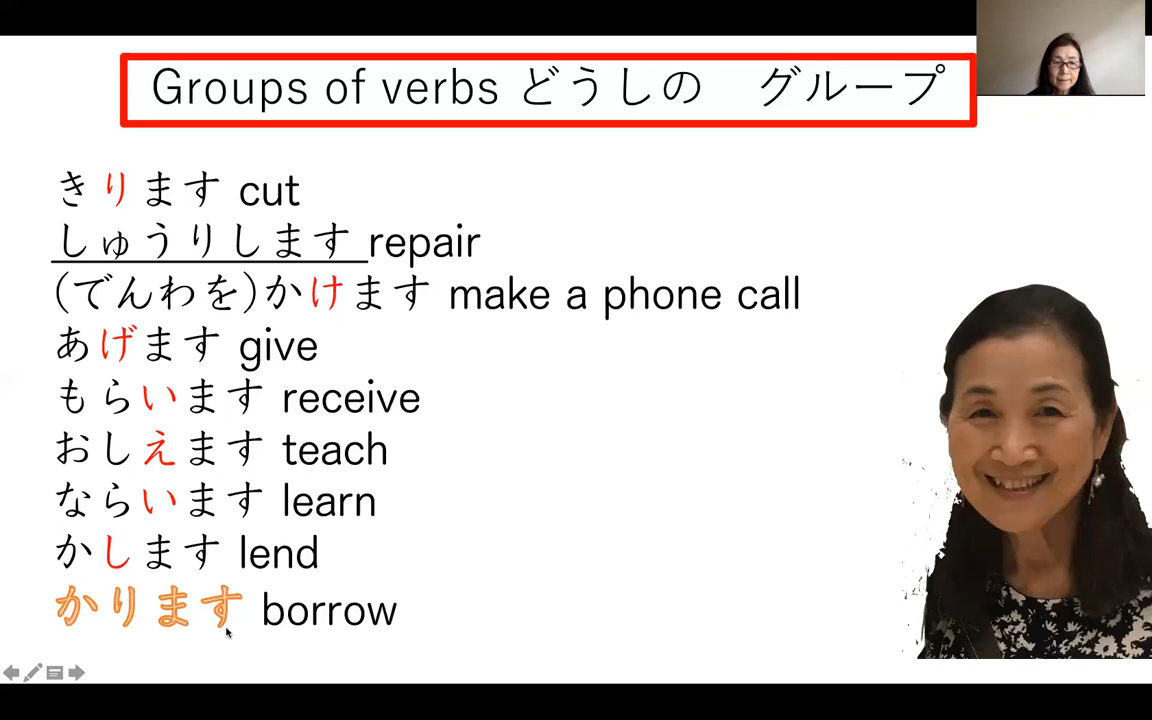 Groups of verbs どうしの　グループ
きります cut
しゅうりします repair
(でんわを)かけます make a phone call
あげます give
もらいます receive
おしえます teach
ならいます learn
かします lend
かります borrow